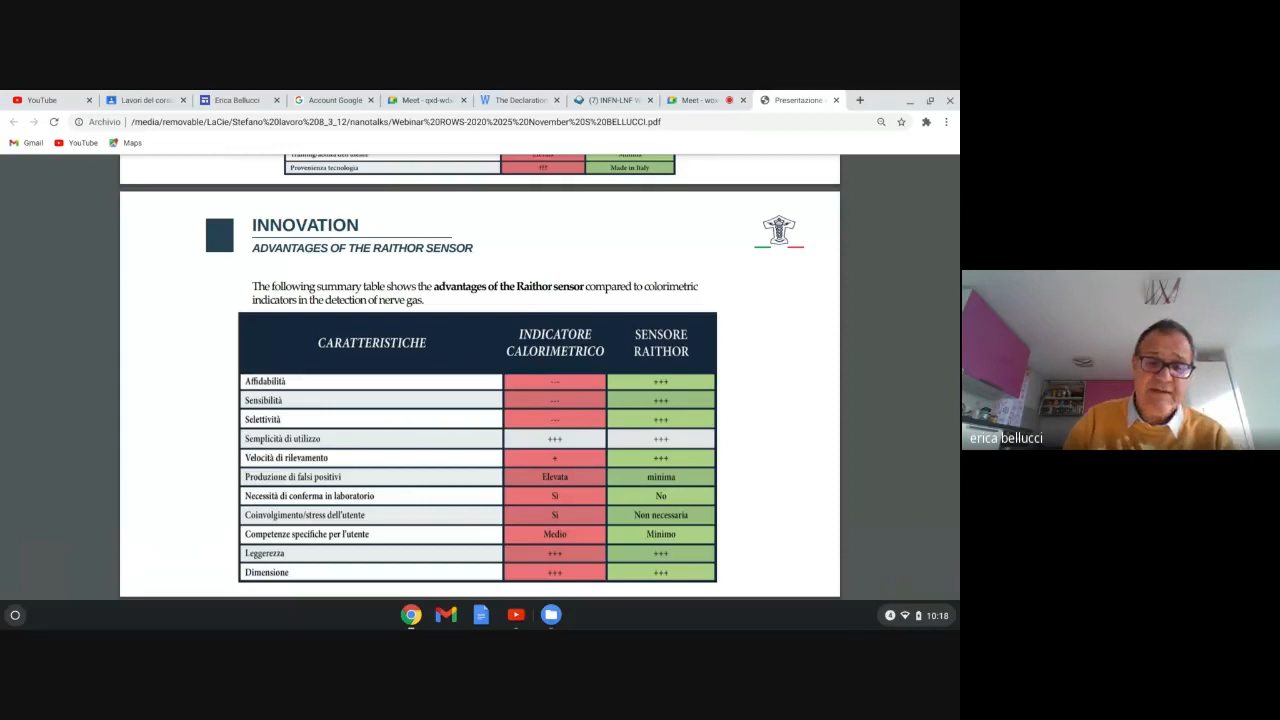 YouTube
Lavori del cors
Erica Bellucci
Account Google
Meet - qxd-wda
The Declaration
(7) INFN-LNF W
Meet - wox
Presentazione
Archivio /media/removable/LaCie/Stefano%20lavoro%208_3_12/nanotalks/Webinar%20ROWS-2020%2025%20November%20S%20BELLUCCI.pdf
Gmail YouTube Maps
Elevata Minima
Provenienza tecnologia ††† Made in Italy
INNOVATION
ADVANTAGES OF THE RAITHOR SENSOR
The following summary table shows the advantages of the Raithor sensor compared to colorimetric
indicators in the detection of nerve gas.
CARATTERISTICHE INDICATORE CALORIMETRICO SENSORE RAITHOR
Affidabilità --- +++
Sensibilità --- +++
Selettività --- +++
Semplicità di utilizzo +++ +++
Velocità di rilevamento + +++
Produzione di falsi positivi Elevata minima
Necessità di conferma in laboratorio Sì No
Coinvolgimento/stress dell'utente Sì Non necessaria
Competenze specifiche per l'utente Medio Minimo
Leggerezza +++ +++
Dimensione +++ +++
erica bellucci
4 10:18